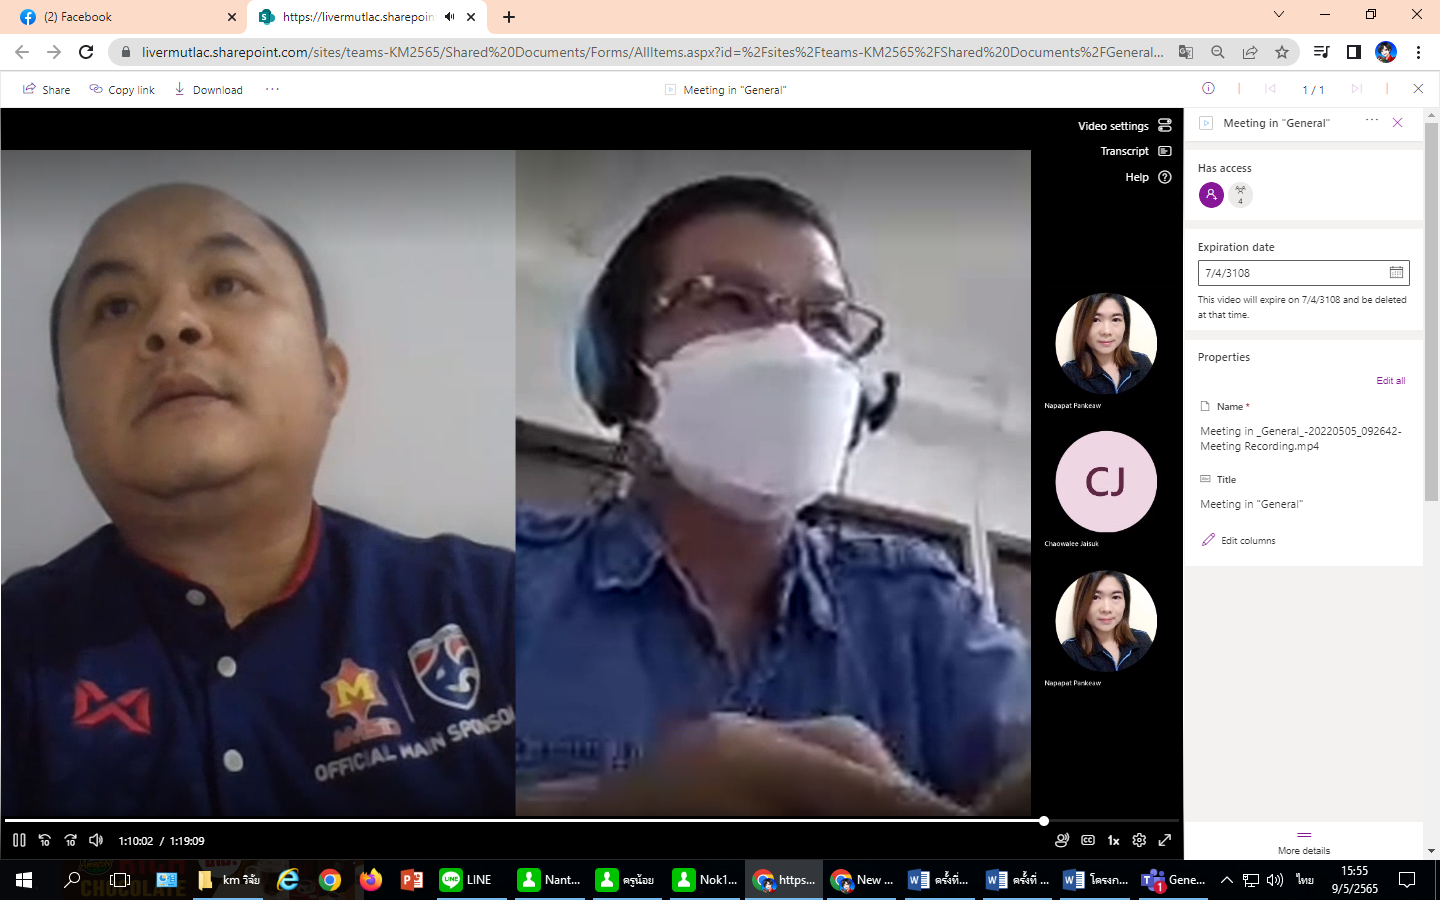 (2) Facebook
https://livermutlac.sharepoin
livermutlac.sharepoint.com/sites/teams-KM2565/Shared%20Documents/Forms/AllItems.aspx?id=%2Fsites%2Fteams-KM2565%2FShared%20Documents%2FGeneral...
Share
Copy link
Download
Meeting in "General"
1 / 1
Video settings
Transcript
Help
Napapat Pankeaw
CJ
Chaowalee Jaisuk
Napapat Pankeaw
M
OFFICIAL MAIN SPONSOR
1:10:02 / 1:19:09
1x
Meeting in "General"
Has access
4
Expiration date
7/4/3108
This video will expire on 7/4/3108 and be deleted
at that time.
Properties
Edit all
Name *
Meeting in _General_-20220505_092642-
Meeting Recording.mp4
Title
Meeting in "General"
Edit columns
More details
CHOCOLATE
km วิจัย
LINE
Nant...
ครูน้อย
Nok1...
https...
New ...
ครั้งที่...
ครั้งที่ ...
โครงก...
1
Gene...
ไทย
15:55
9/5/2565